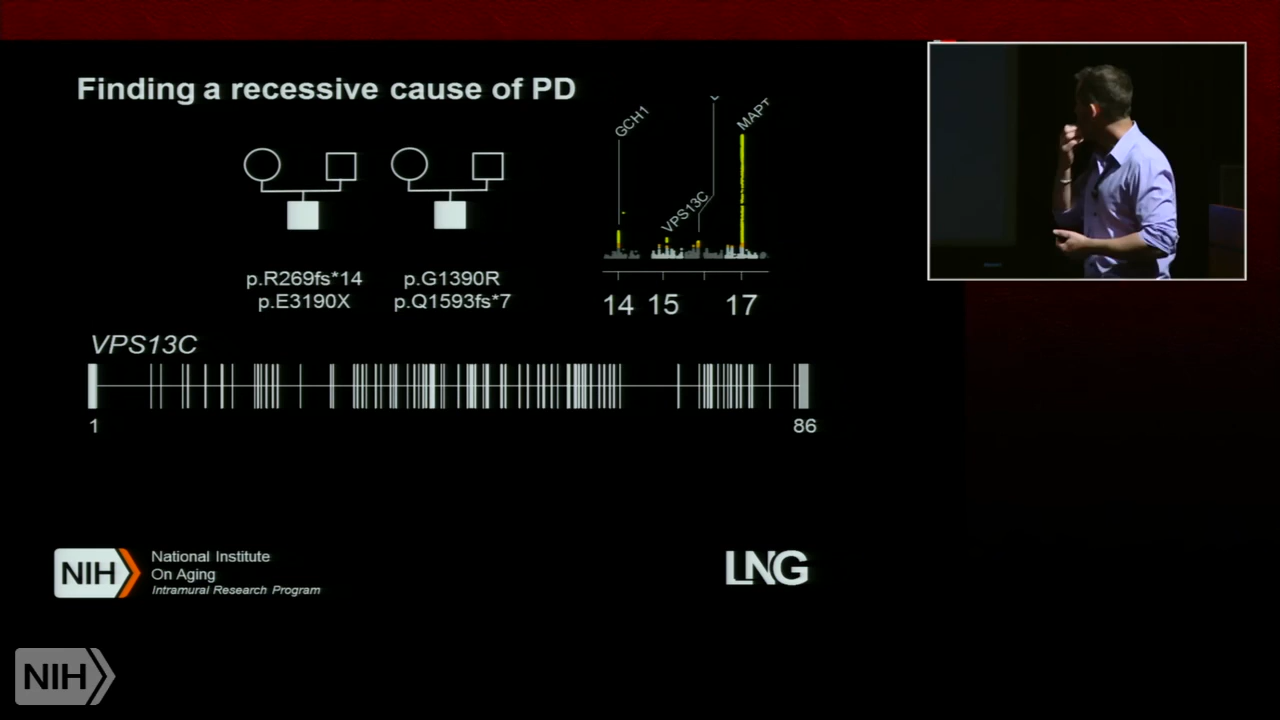 Finding a recessive cause of PD
GCH1
VPS13C
MAPT
p.R269fs*14
p.E3190X
p.G1390R
p.Q1593fs*7
14
15
17
VPS13C
1
86
NIH
National Institute
On Aging
Intramural Research Program
LNG
NIH